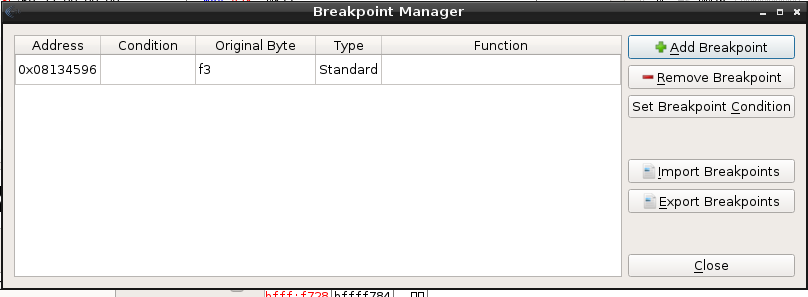 Breakpoint Manager
Address Condition Original Byte Type Function
0x08134596 f3 Standard
Add Breakpoint
Remove Breakpoint
Set Breakpoint Condition
Import Breakpoints
Export Breakpoints
Close
bfff:f728 bffff784